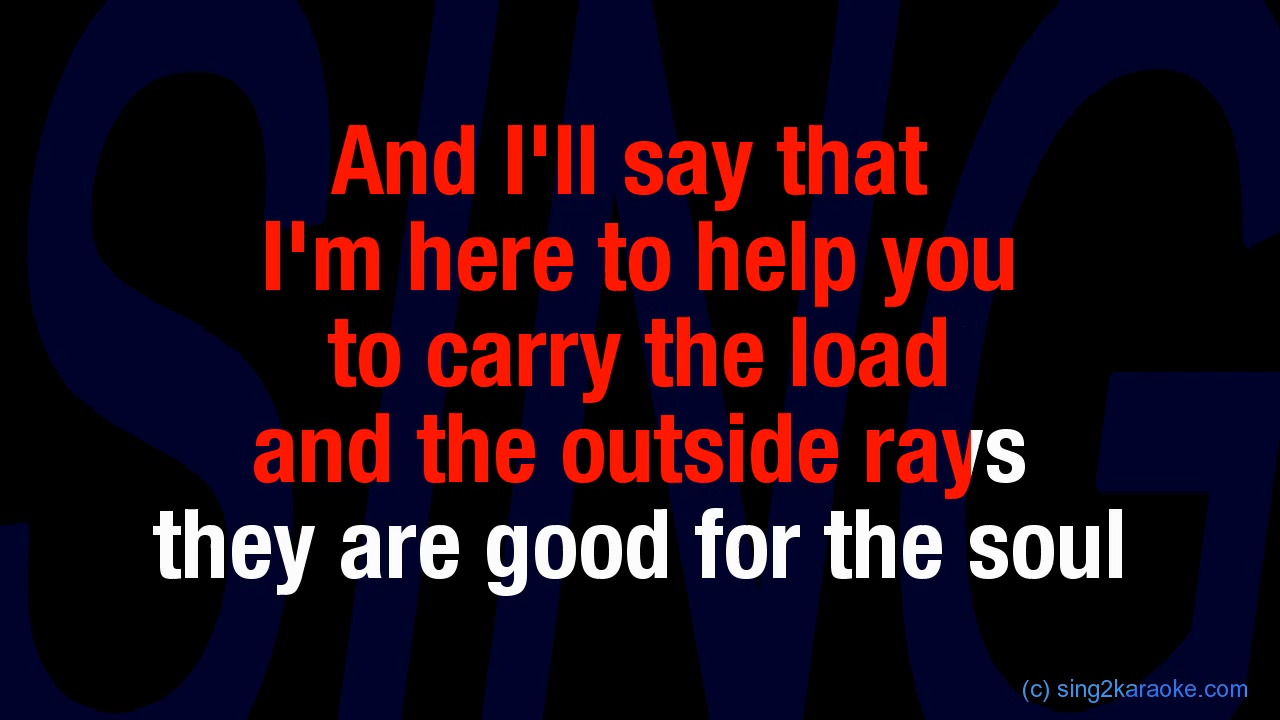 SING
And I'll say that
I'm here to help you
to carry the load
and the outside rays
they are good for the soul
(c) sing2karaoke.com